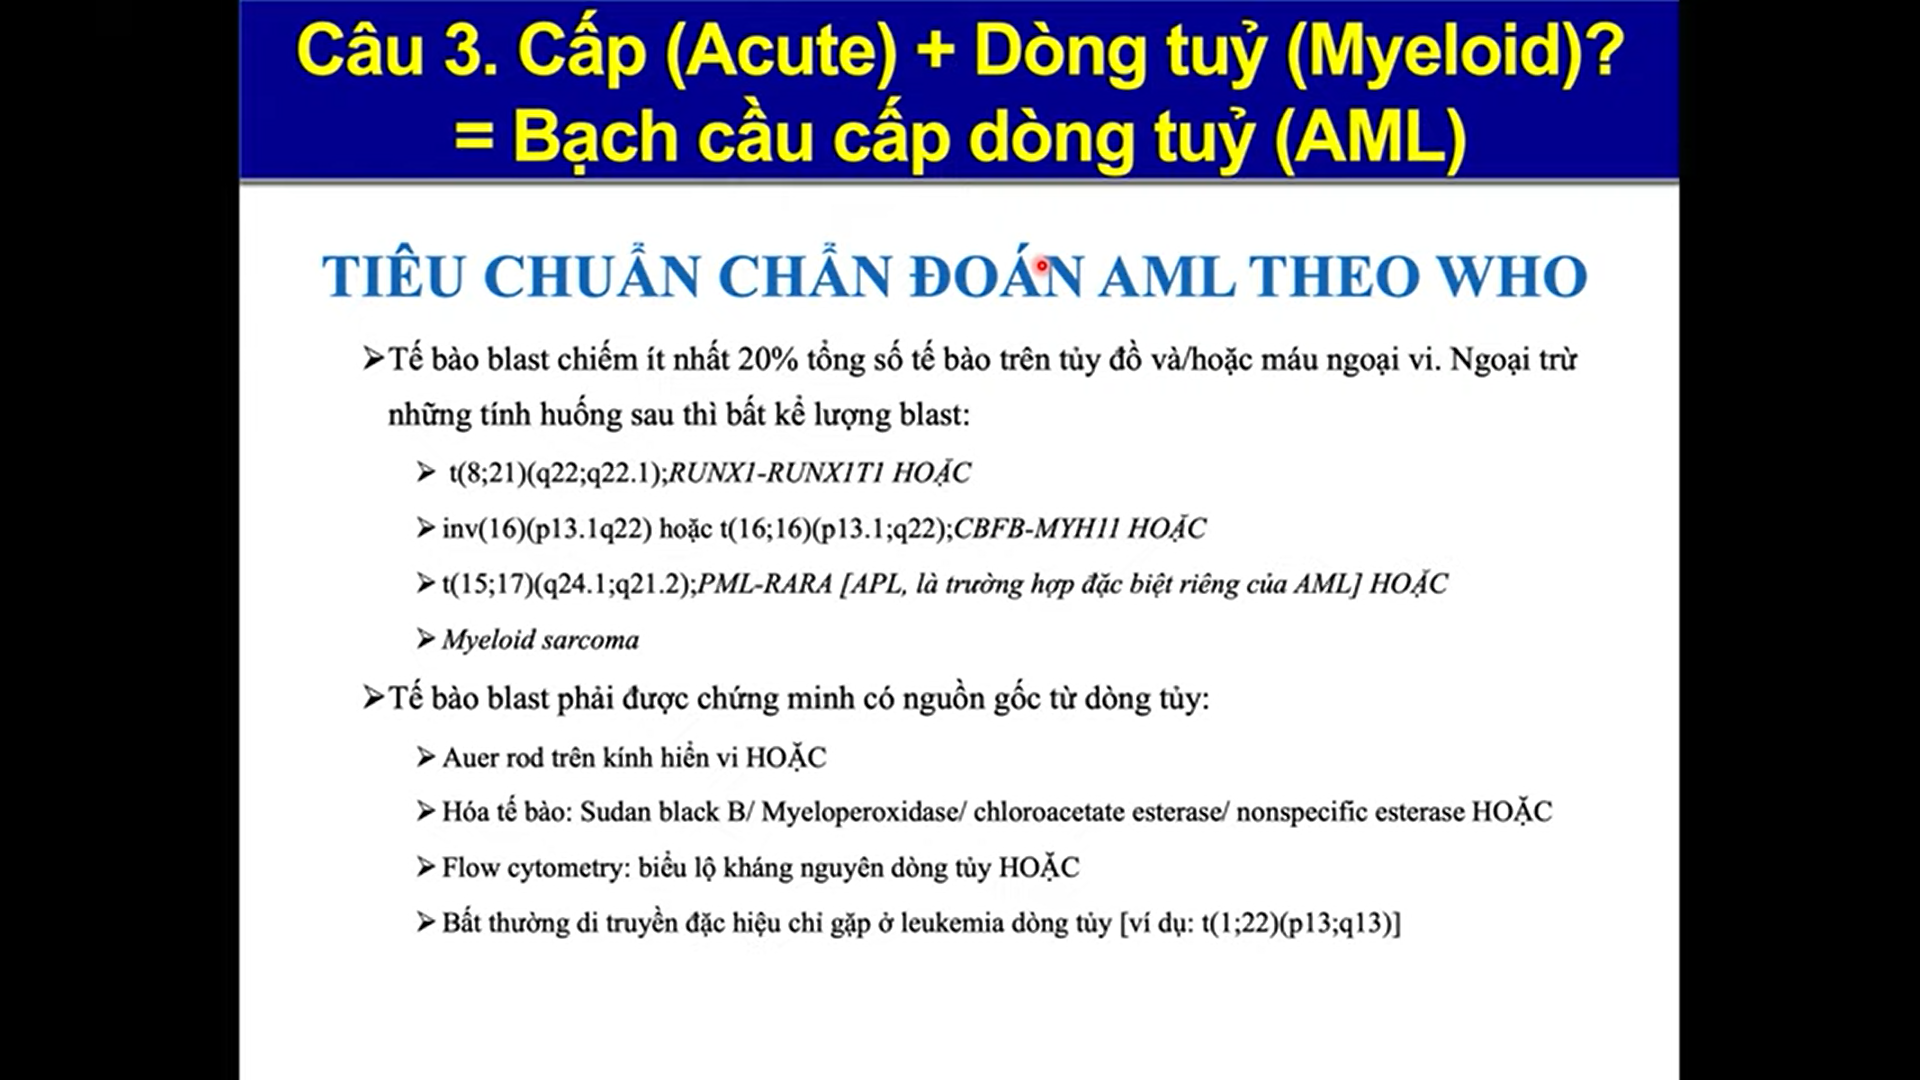 Câu 3. Cấp (Acute) + Dòng tuỷ (Myeloid)?
= Bạch cầu cấp dòng tuỷ (AML)
TIÊU CHUẨN CHẨN ĐOÁN AML THEO WHO
➢Tế bào blast chiếm ít nhất 20% tổng số tế bào trên tủy đồ và/hoặc máu ngoại vi. Ngoại trừ
những tính huống sau thì bất kể lượng blast:
➢ t(8;21)(q22;q22.1);RUNX1-RUNX1T1 HOẶC
➢ inv(16)(p13.1q22) hoặc t(16;16)(p13.1;q22);CBFB-MYH11 HOẶC
➢ t(15;17)(q24.1;q21.2);PML-RARA [APL, là trường hợp đặc biệt riêng của AML] HOẶC
➢ Myeloid sarcoma
➢Tế bào blast phải được chứng minh có nguồn gốc từ dòng tủy:
➢ Auer rod trên kính hiển vi HOẶC
➢ Hóa tế bào: Sudan black B/ Myeloperoxidase/ chloroacetate esterase/ nonspecific esterase HOẶC
➢ Flow cytometry: biểu lộ kháng nguyên dòng tủy HOẶC
➢ Bất thường di truyền đặc hiệu chỉ gặp ở leukemia dòng tủy [ví dụ: t(1;22)(p13;q13)]